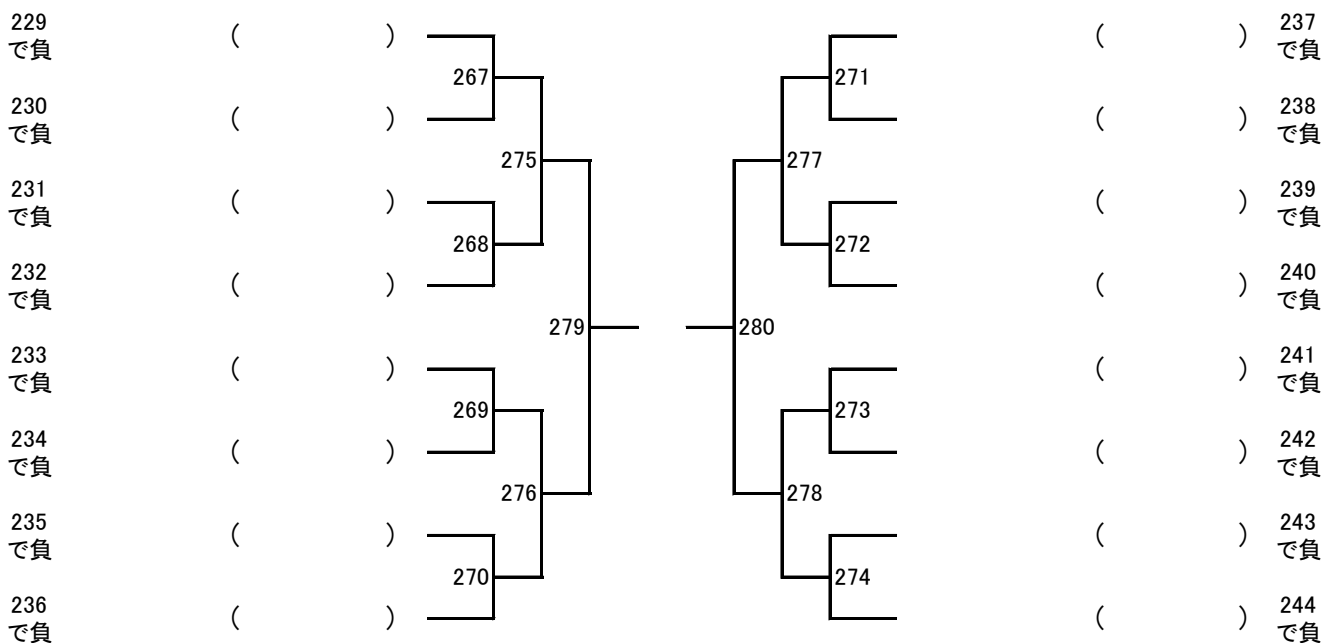 229
で負
(　　　　)
(　　　　)
237
で負
267
271
230
で負
(　　　　)
(　　　　)
238
で負
275
277
231
で負
(　　　　)
(　　　　)
239
で負
268
272
232
で負
(　　　　)
(　　　　)
240
で負
279
280
233
で負
(　　　　)
(　　　　)
241
で負
269
273
234
で負
(　　　　)
(　　　　)
242
で負
276
278
235
で負
(　　　　)
(　　　　)
243
で負
270
274
236
で負
(　　　　)
(　　　　)
244
で負